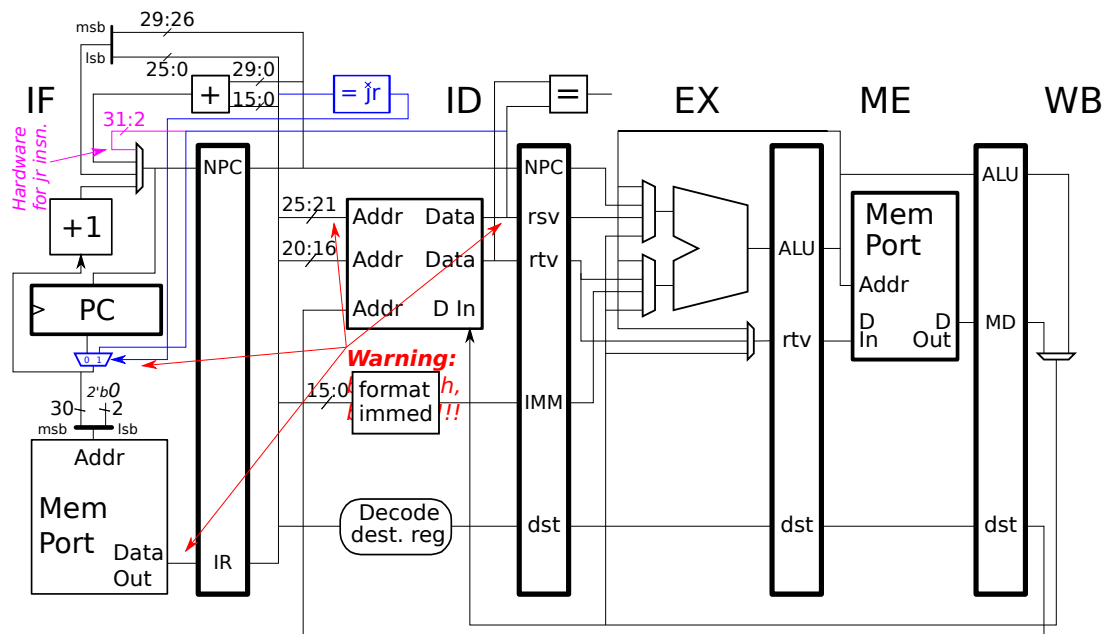 29:26
msb
lsb
25:0
29:0
15:0
+
= jr
x
=
IF
ID
EX
ME
WB
31:2
Hardware
for jr insn.
+1
NPC
NPC
ALU
25:21
Addr
Data
rsv
20:16
Addr
Data
rtv
Addr
D In
ALU
Mem
Port
Addr
D
In
D
Out
MD
rtv
PC
0 1
Warning:
h,
!!!
15:0
format
immed
IMM
2'b0
30
2
msb
lsb
Addr
Mem
Port
Data
Out
IR
Decode
dest. reg
dst
dst
dst